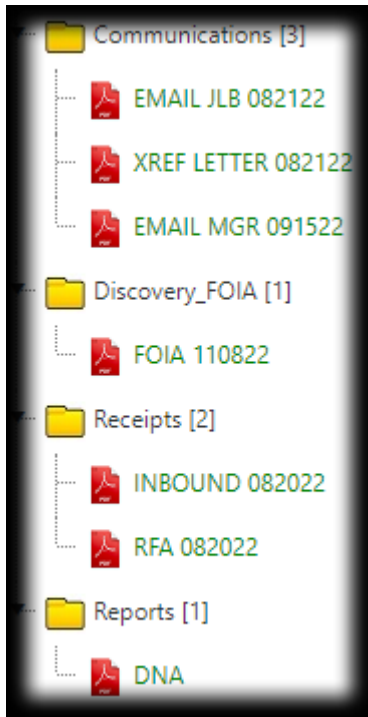 Communications [3]
EMAIL JLB 082122
XREF LETTER 082122
EMAIL MGR 091522
Discovery_FOIA [1]
FOIA 110822
Receipts [2]
INBOUND 082022
RFA 082022
Reports [1]
DNA